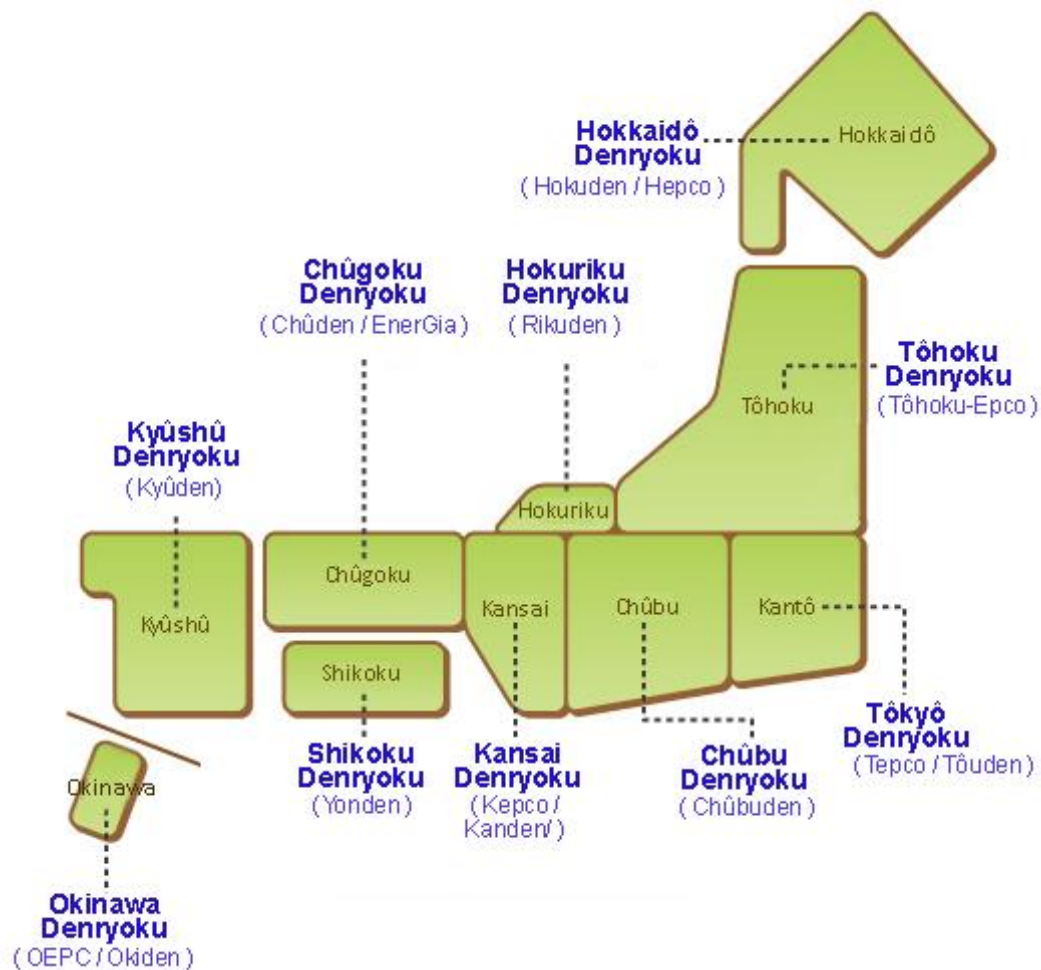 Hokkaidô
Denryoku
( Hokuden / Hepco )
Hokkaidô
Chûgoku
Denryoku
( Chûden / EnerGia)
Hokuriku
Denryoku
( Rikuden )
Tôhoku
Denryoku
( Tôhoku-Epco )
Tôhoku
Kyûshû
Denryoku
( Kyûden)
Hokuriku
Chûgoku
Kansai
Chûbu
Kantô
Kyûshû
Shikoku
Tôkyô
Denryoku
( Tepco / Tôuden )
Shikoku
Denryoku
( Yonden )
Kansai
Denryoku
( Kepco /
Kanden/ )
Chûbu
Denryoku
( Chûbuden )
Okinawa
Okinawa
Denryoku
( OEPC / Okiden )